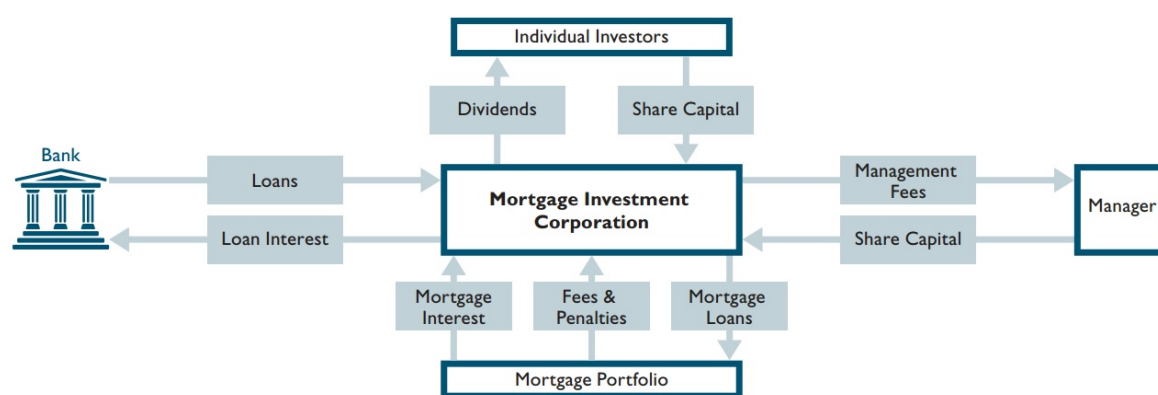 Individual Investors
Dividends
Share Capital
Bank
Loans
Mortgage Investment
Corporation
Management
Fees
Manager
Loan Interest
Share Capital
Mortgage
Interest
Fees &
Penalties
Mortgage
Loans
Mortgage Portfolio